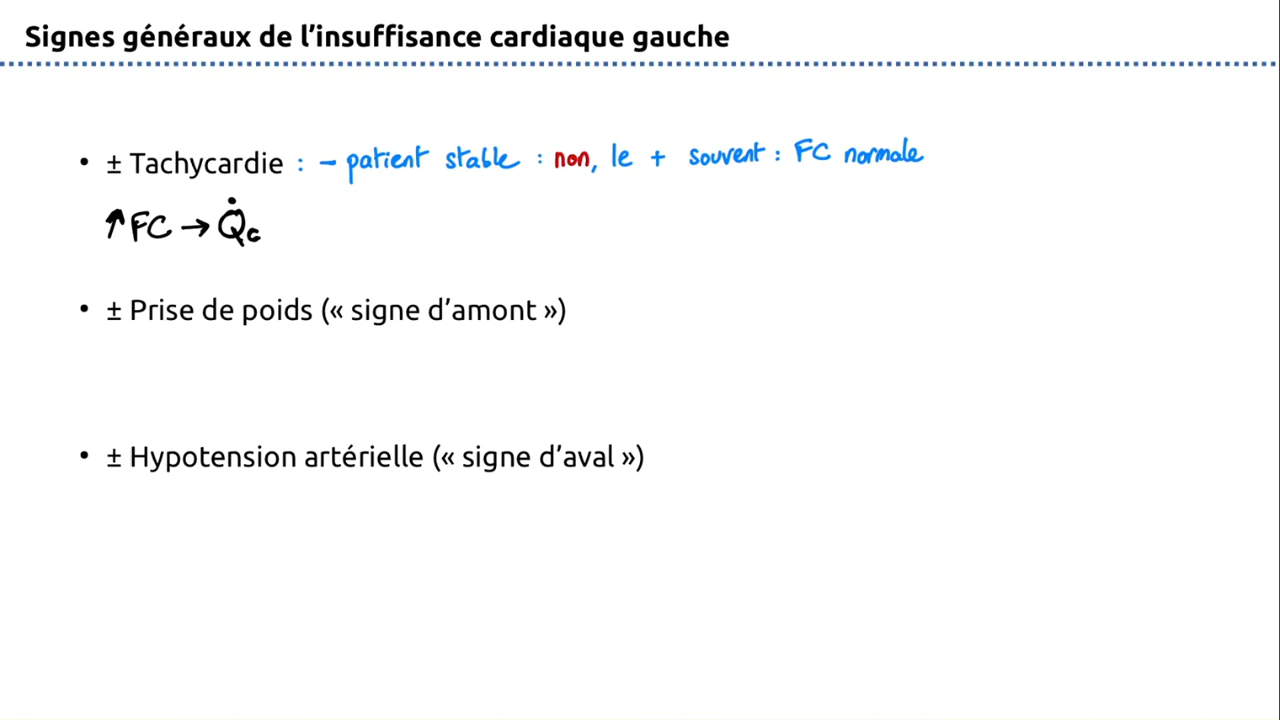 Signes généraux de l’insuffisance cardiaque gauche
• ± Tachycardie : – patient stable : non, le + souvent : FC normale
↑FC → Q̇c
• ± Prise de poids (« signe d’amont »)
• ± Hypotension artérielle (« signe d’aval »)